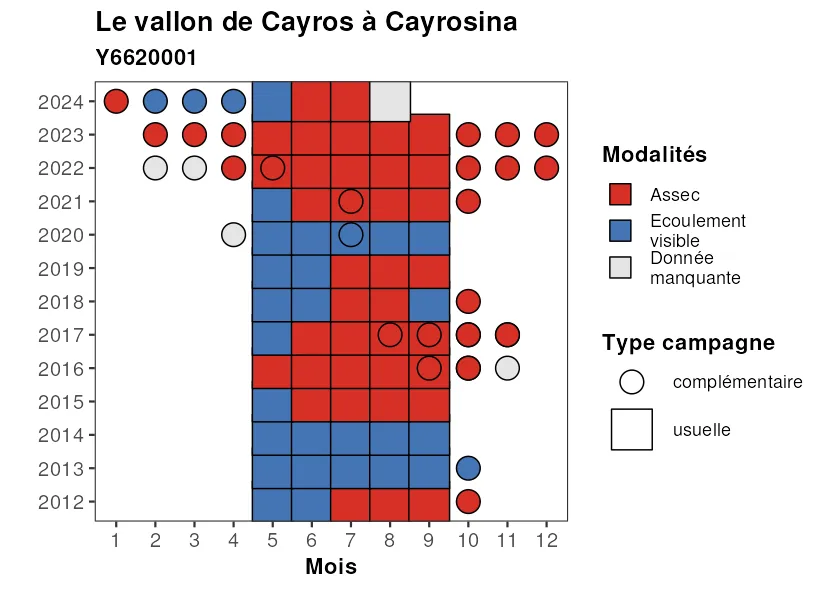 Le vallon de Cayros à Cayrosina
Y6620001
2024
2023
2022
2021
2020
2019
2018
2017
2016
2015
2014
2013
2012
1 2 3 4 5 6 7 8 9 10 11 12
Mois
Modalités
Assec
Ecoulement
visible
Donnée
manquante
Type campagne
complémentaire
usuelle